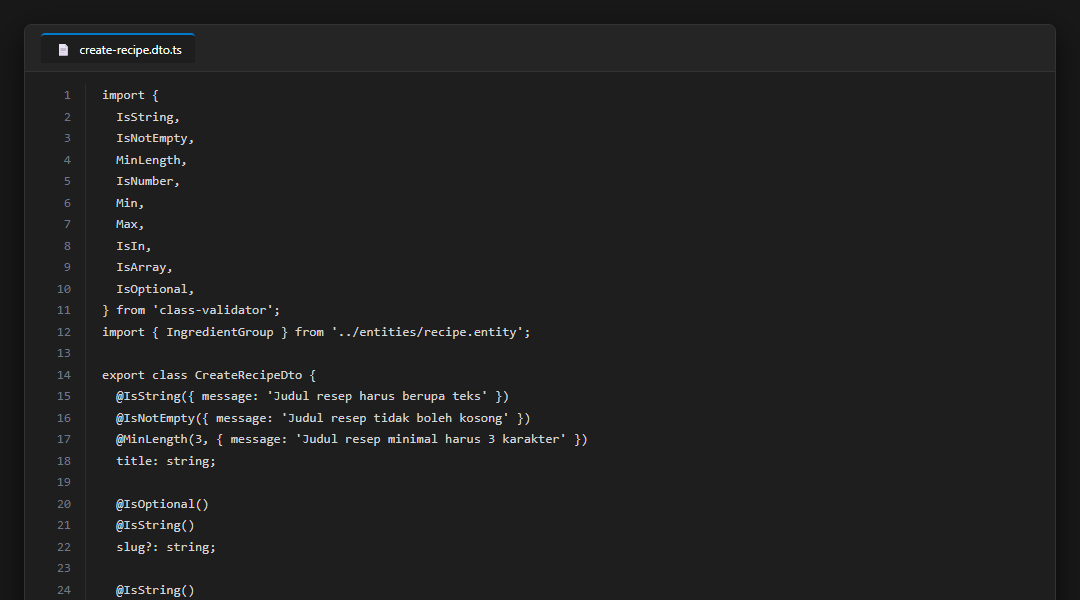 create-recipe.dto.ts
1 import {
2   IsString,
3   IsNotEmpty,
4   MinLength,
5   IsNumber,
6   Min,
7   Max,
8   IsIn,
9   IsArray,
10   IsOptional,
11 } from 'class-validator';
12 import { IngredientGroup } from '../entities/recipe.entity';
13
14 export class CreateRecipeDto {
15   @IsString({ message: 'Judul resep harus berupa teks' })
16   @IsNotEmpty({ message: 'Judul resep tidak boleh kosong' })
17   @MinLength(3, { message: 'Judul resep minimal harus 3 karakter' })
18   title: string;
19
20   @IsOptional()
21   @IsString()
22   slug?: string;
23
24   @IsString()